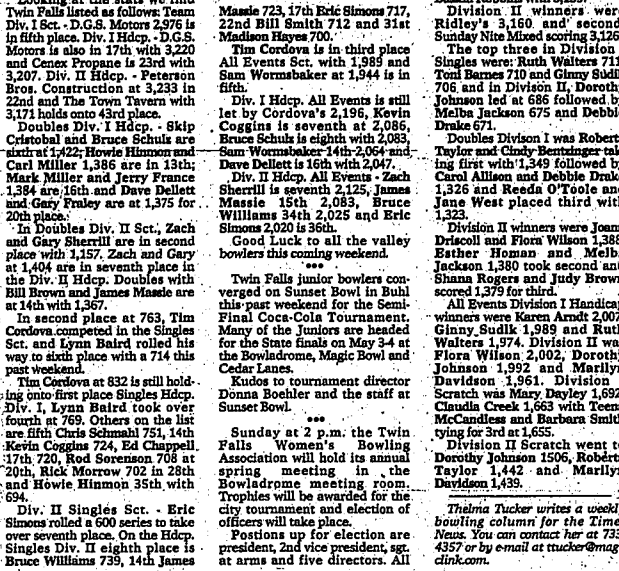 Twin Falls listed as follows: Team
Div. I Sct. - D.G.S. Motors 2,976 is
in fifth place. Div. I Hdcp. - D.G.S.
Motors is also in 17th with 3,220
and Cenex Propane is 23rd with
3,207. Div. II Hdcp. - Peterson
Bros. Construction at 3,233 in
22nd and The Town Tavern with
3,171 holds onto 43rd place.
Doubles Div. I Hdcp. - Skip
Cristobal and Bruce Schuls are
sixth at 1,422; Howie Hinmon and
Carl Miller 1,386 are in 13th;
Mark Miller and Jerry France
1,384 are 16th and Dave Dellett
and Gary Fraley are at 1,375 for
20th place.
In Doubles Div. II Sct., Zach
and Gary Sherrill are in second
place with 1,157. Zach and Gary
at 1,404 are in seventh place in
the Div. II Hdcp. Doubles with
Bill Brown and James Massie are
at 14th with 1,367.
In second place at 763, Tim
Cordova competed in the Singles
Sct. and Lynn Baird rolled his
way to sixth place with a 714 this
past weekend.
Tim Cordova at 832 is still hold-
ing onto first place Singles Hdcp.
Div. I, Lynn Baird took over
fourth at 769. Others on the list
are fifth Chris Schmahl 751, 14th
Kevin Coggins 724, Ed Chappell
17th 720, Rod Sorenson 708 at
20th, Rick Morrow 702 in 28th
and Howie Hinmon 35th with
694.
Div. II Singles Sct. - Eric
Simons rolled a 600 series to take
over seventh place. On the Hdcp.
Singles Div. II eighth place is
Bruce Williams 739, 14th James
Massie 723, 17th Eric Simons 717,
22nd Bill Smith 712 and 31st
Madison Hayes 700.
Tim Cordova is in third place
All Events Sct. with 1,989 and
Sam Wormsbaker at 1,944 is in
fifth.
Div. I Hdcp. All Events is still
let by Cordova's 2,196, Kevin
Coggins is seventh at 2,086,
Bruce Schuls is eighth with 2,083,
Sam Wormsbaker 14th 2,064 and
Dave Dellett is 16th with 2,047.
Div. II Hdcp. All Events - Zach
Sherrill is seventh 2,125, James
Massie 15th 2,083, Bruce
Williams 34th 2,025 and Eric
Simons 2,020 is 36th.
Good Luck to all the valley
bowlers this coming weekend.
•••
Twin Falls junior bowlers con-
verged on Sunset Bowl in Buhl
this past weekend for the Semi-
Final Coca-Cola Tournament.
Many of the Juniors are headed
for the State finals on May 3-4 at
the Bowladrome, Magic Bowl and
Cedar Lanes.
Kudos to tournament director
Donna Boehler and the staff at
Sunset Bowl.
•••
Sunday at 2 p.m. the Twin
Falls Women's Bowling
Association will hold its annual
spring meeting in the
Bowladrome meeting room.
Trophies will be awarded for the
city tournament and election of
officers will take place.
Postions up for election are
president, 2nd vice president, sgt.
at arms and five directors. All
Division II winners were
Ridley's 3,160 and second
Sunday Nite Mixed scoring 3,126
The top three in Division
Singles were: Ruth Walters 711
Toni Barnes 710 and Ginny Sudik
706 and in Division II, Doroth
Johnson led at 686 followed b
Melba Jackson 675 and Debbi
Drake 671.
Doubles Divison I was Robert
Taylor and Cindy Bentzinger tak
ing first with 1,349 followed b
Carol Allison and Debbie Drak
1,326 and Reeda O'Toole an
Jane West placed third wit
1,323.
Division II winners were Joan
Driscoll and Flora Wilson 1,388
Esther Homan and Melb
Jackson 1,380 took second an
Shana Rogers and Judy Brow
scored 1,379 for third.
All Events Division I Handica
winners were Karen Arndt 2,007
Ginny Sudik 1,989 and Rut
Walters 1,974. Division II wa
Flora Wilson 2,002, Doroth
Johnson 1,992 and Marily
Davidson 1,961. Division
Scratch was Mary Dayley 1,692
Claudia Creek 1,663 with Teen
McCandless and Barbara Smit
tying for 3rd at 1,655.
Division II Scratch went t
Dorothy Johnson 1506, Robert
Taylor 1,442 and Marily
Davidson 1,439.
Thelma Tucker writes a weekl
bowling column for the Time
News. You can contact her at 733
4357 or by e-mail at ttucker@mag
clink.com.